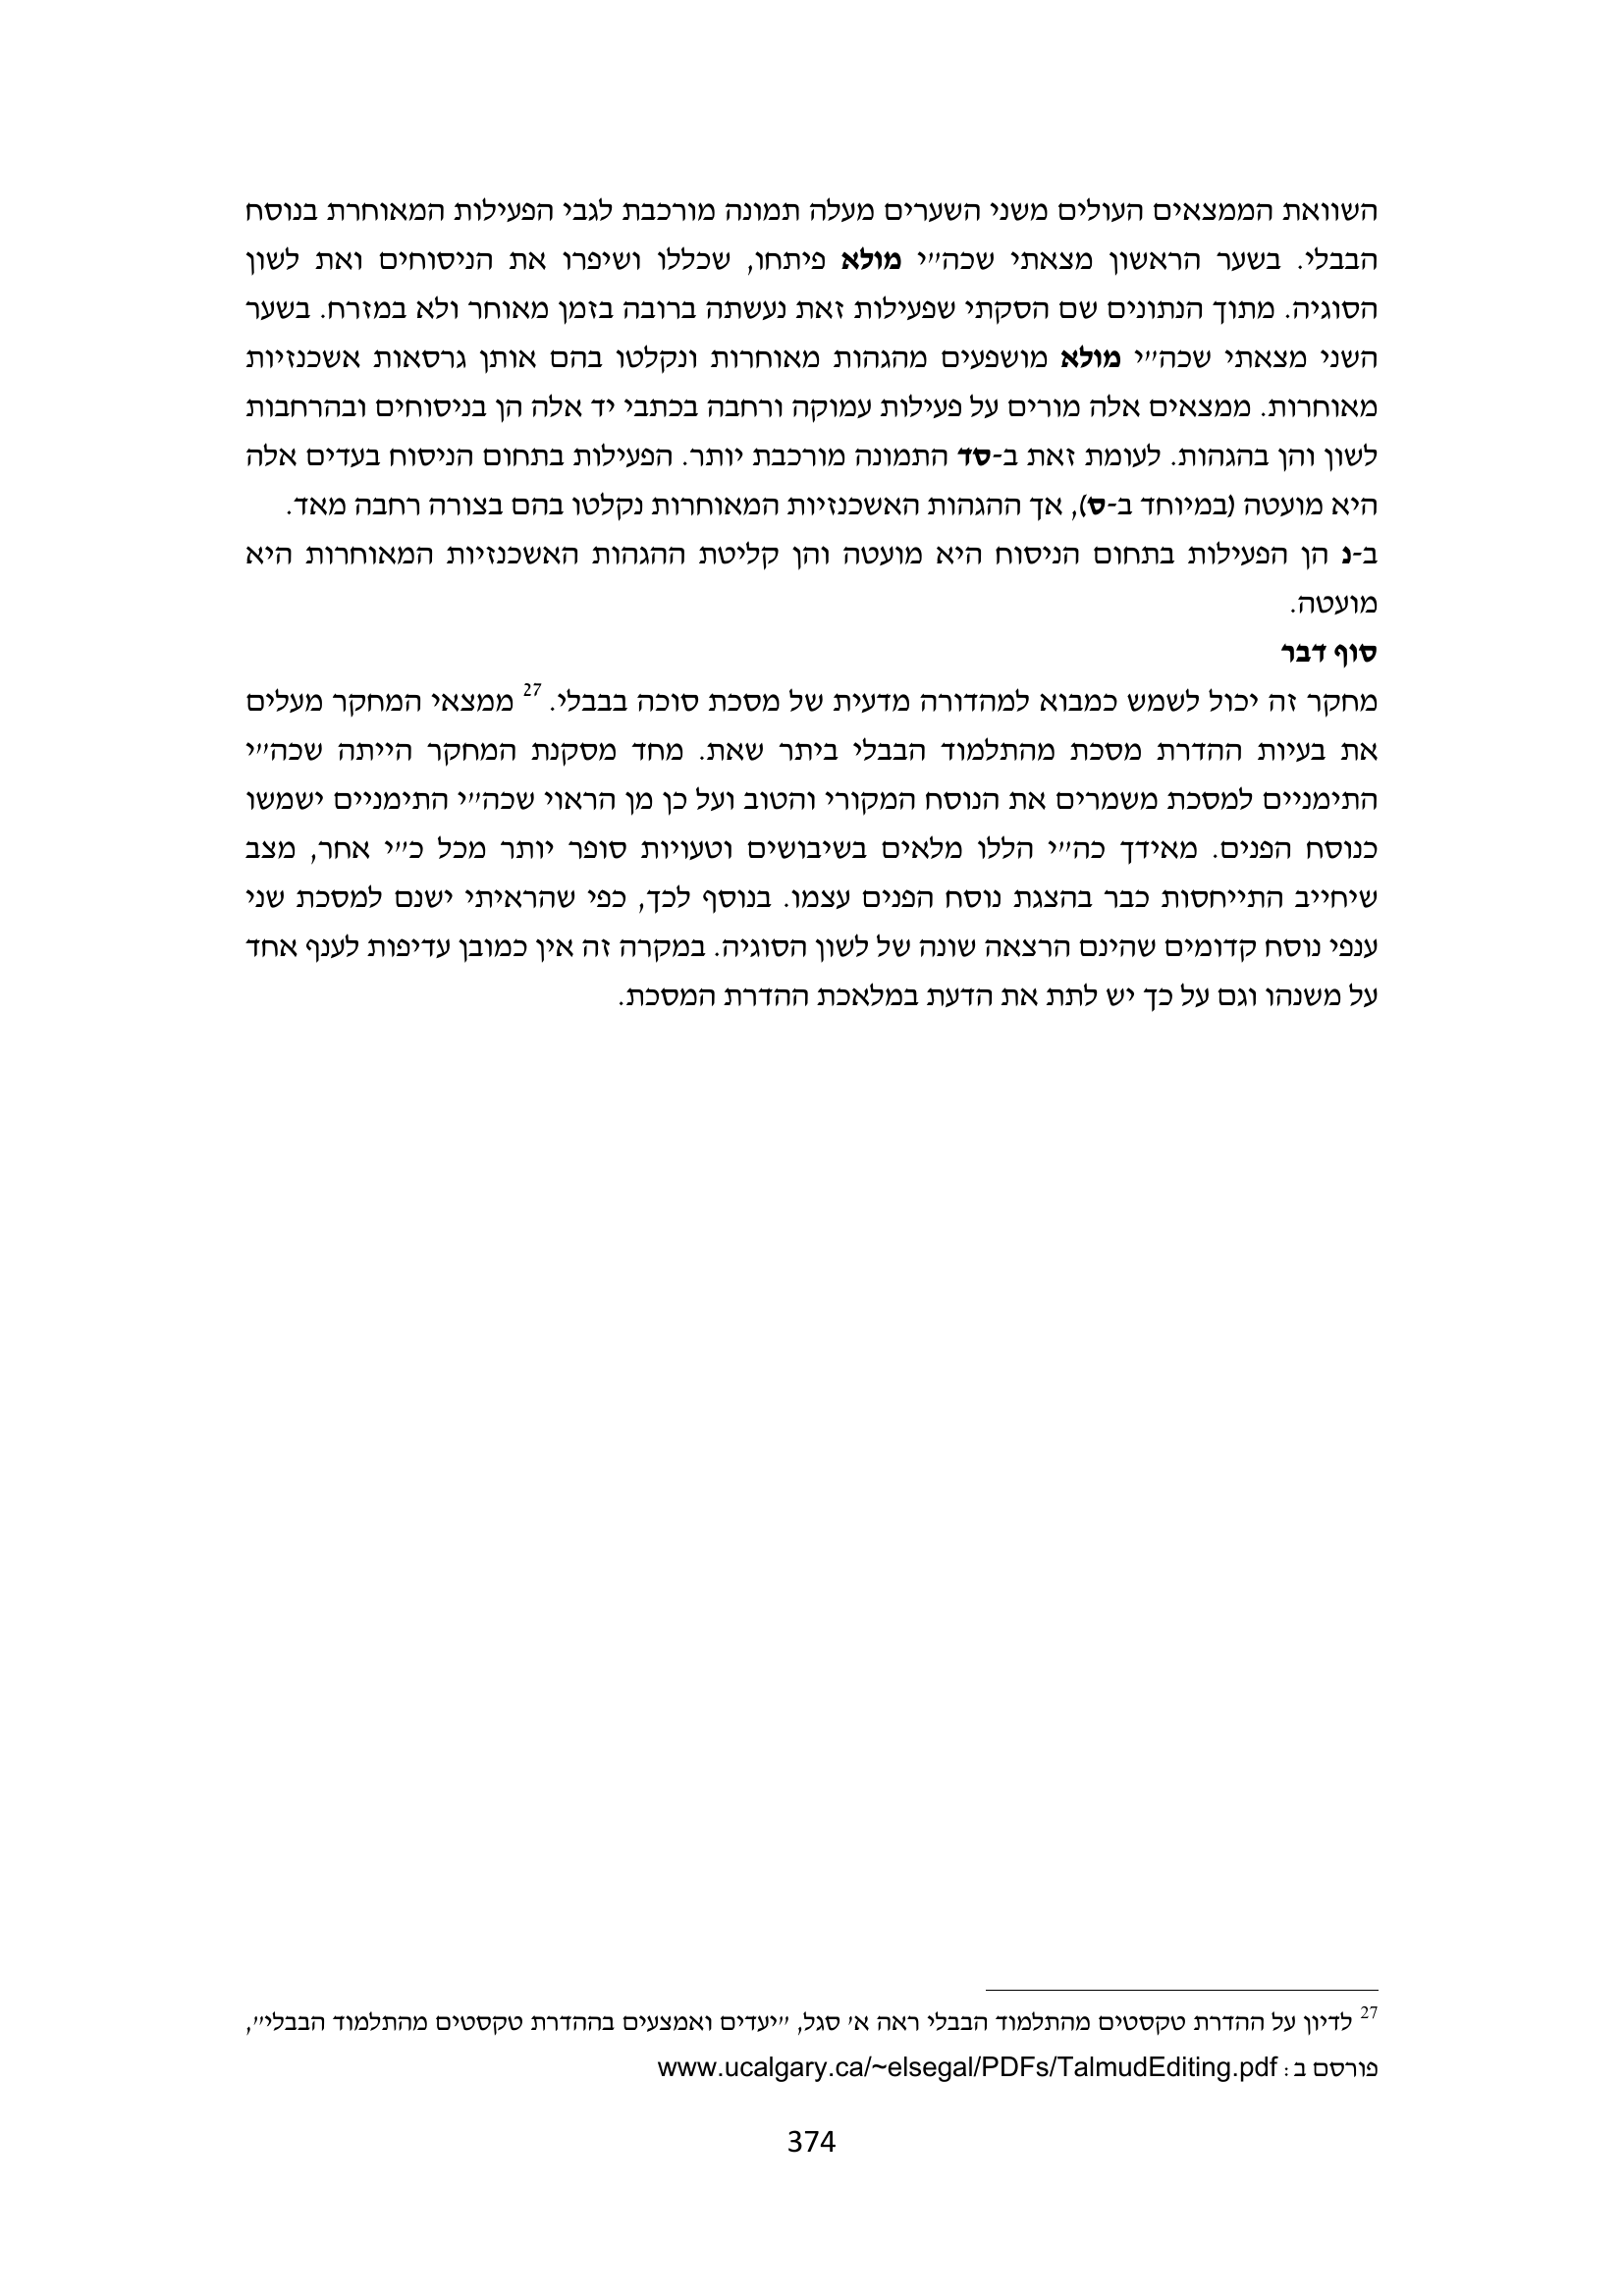 השוואת הממצאים העולים משני השערים מעלה תמונה מורכבת לגבי הפעילות המאוחרת בנוסח
הבבלי. בשער הראשון מצאתי שכה״י מולא פיתחו, שכללו ושיפרו את הניסוחים ואת לשון
הסוגיה. מתוך הנתונים שם הסקתי שפעילות זאת נעשתה ברובה בזמן מאוחר ולא במזרח. בשער
השני מצאתי שכה״י מולא מושפעים מהגהות מאוחרות ונקלטו בהם אותן גרסאות אשכנזיות
מאוחרות. ממצאים אלה מורים על פעילות עמוקה ורחבה בכתבי יד אלה הן בניסוחים ובהרחבות
לשון והן בהגהות. לעומת זאת ב-סד התמונה מורכבת יותר. הפעילות בתחום הניסוח בעדים אלה
היא מועטה (במיוחד ב-ס), אך ההגהות האשכנזיות המאוחרות נקלטו בהם בצורה רחבה מאד.
ב-נ הן הפעילות בתחום הניסוח היא מועטה והן קליטת ההגהות האשכנזיות המאוחרות היא
מועטה.
סוף דבר
מחקר זה יכול לשמש כמבוא למהדורה מדעית של מסכת סוכה בבבלי. 27 ממצאי המחקר מעלים
את בעיות ההדרת מסכת מהתלמוד הבבלי ביתר שאת. מחד מסקנת המחקר הייתה שכה״י
התימניים למסכת משמרים את הנוסח המקורי והטוב ועל כן מן הראוי שכה״י התימניים ישמשו
כנוסח הפנים. מאידך כה״י הללו מלאים בשיבושים וטעויות סופר יותר מכל כ״י אחר, מצב
שיחייב התייחסות כבר בהצגת נוסח הפנים עצמו. בנוסף לכך, כפי שהראיתי ישנם למסכת שני
ענפי נוסח קדומים שהינם הרצאה שונה של לשון הסוגיה. במקרה זה אין כמובן עדיפות לענף אחד
על משנהו וגם על כך יש לתת את הדעת במלאכת ההדרת המסכת.
27 לדיון על ההדרת טקסטים מהתלמוד הבבלי ראה א׳ סגל, ״יעדים ואמצעים בההדרת טקסטים מהתלמוד הבבלי״,
פורסם ב: www.ucalgary.ca/~elsegal/PDFs/TalmudEditing.pdf
374